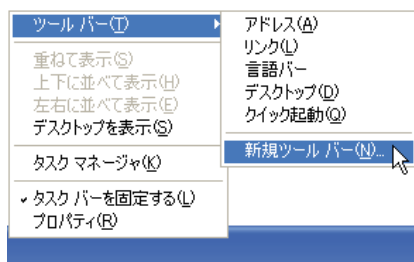 ツール バー(T)
重ねて表示(S)
上下に並べて表示(H)
左右に並べて表示(E)
デスクトップを表示(S)
タスク マネージャ(K)
タスク バーを固定する(L)
プロパティ(R)
アドレス(A)
リンク(L)
言語バー
デスクトップ(D)
クイック起動(Q)
新規ツール バー(N)...